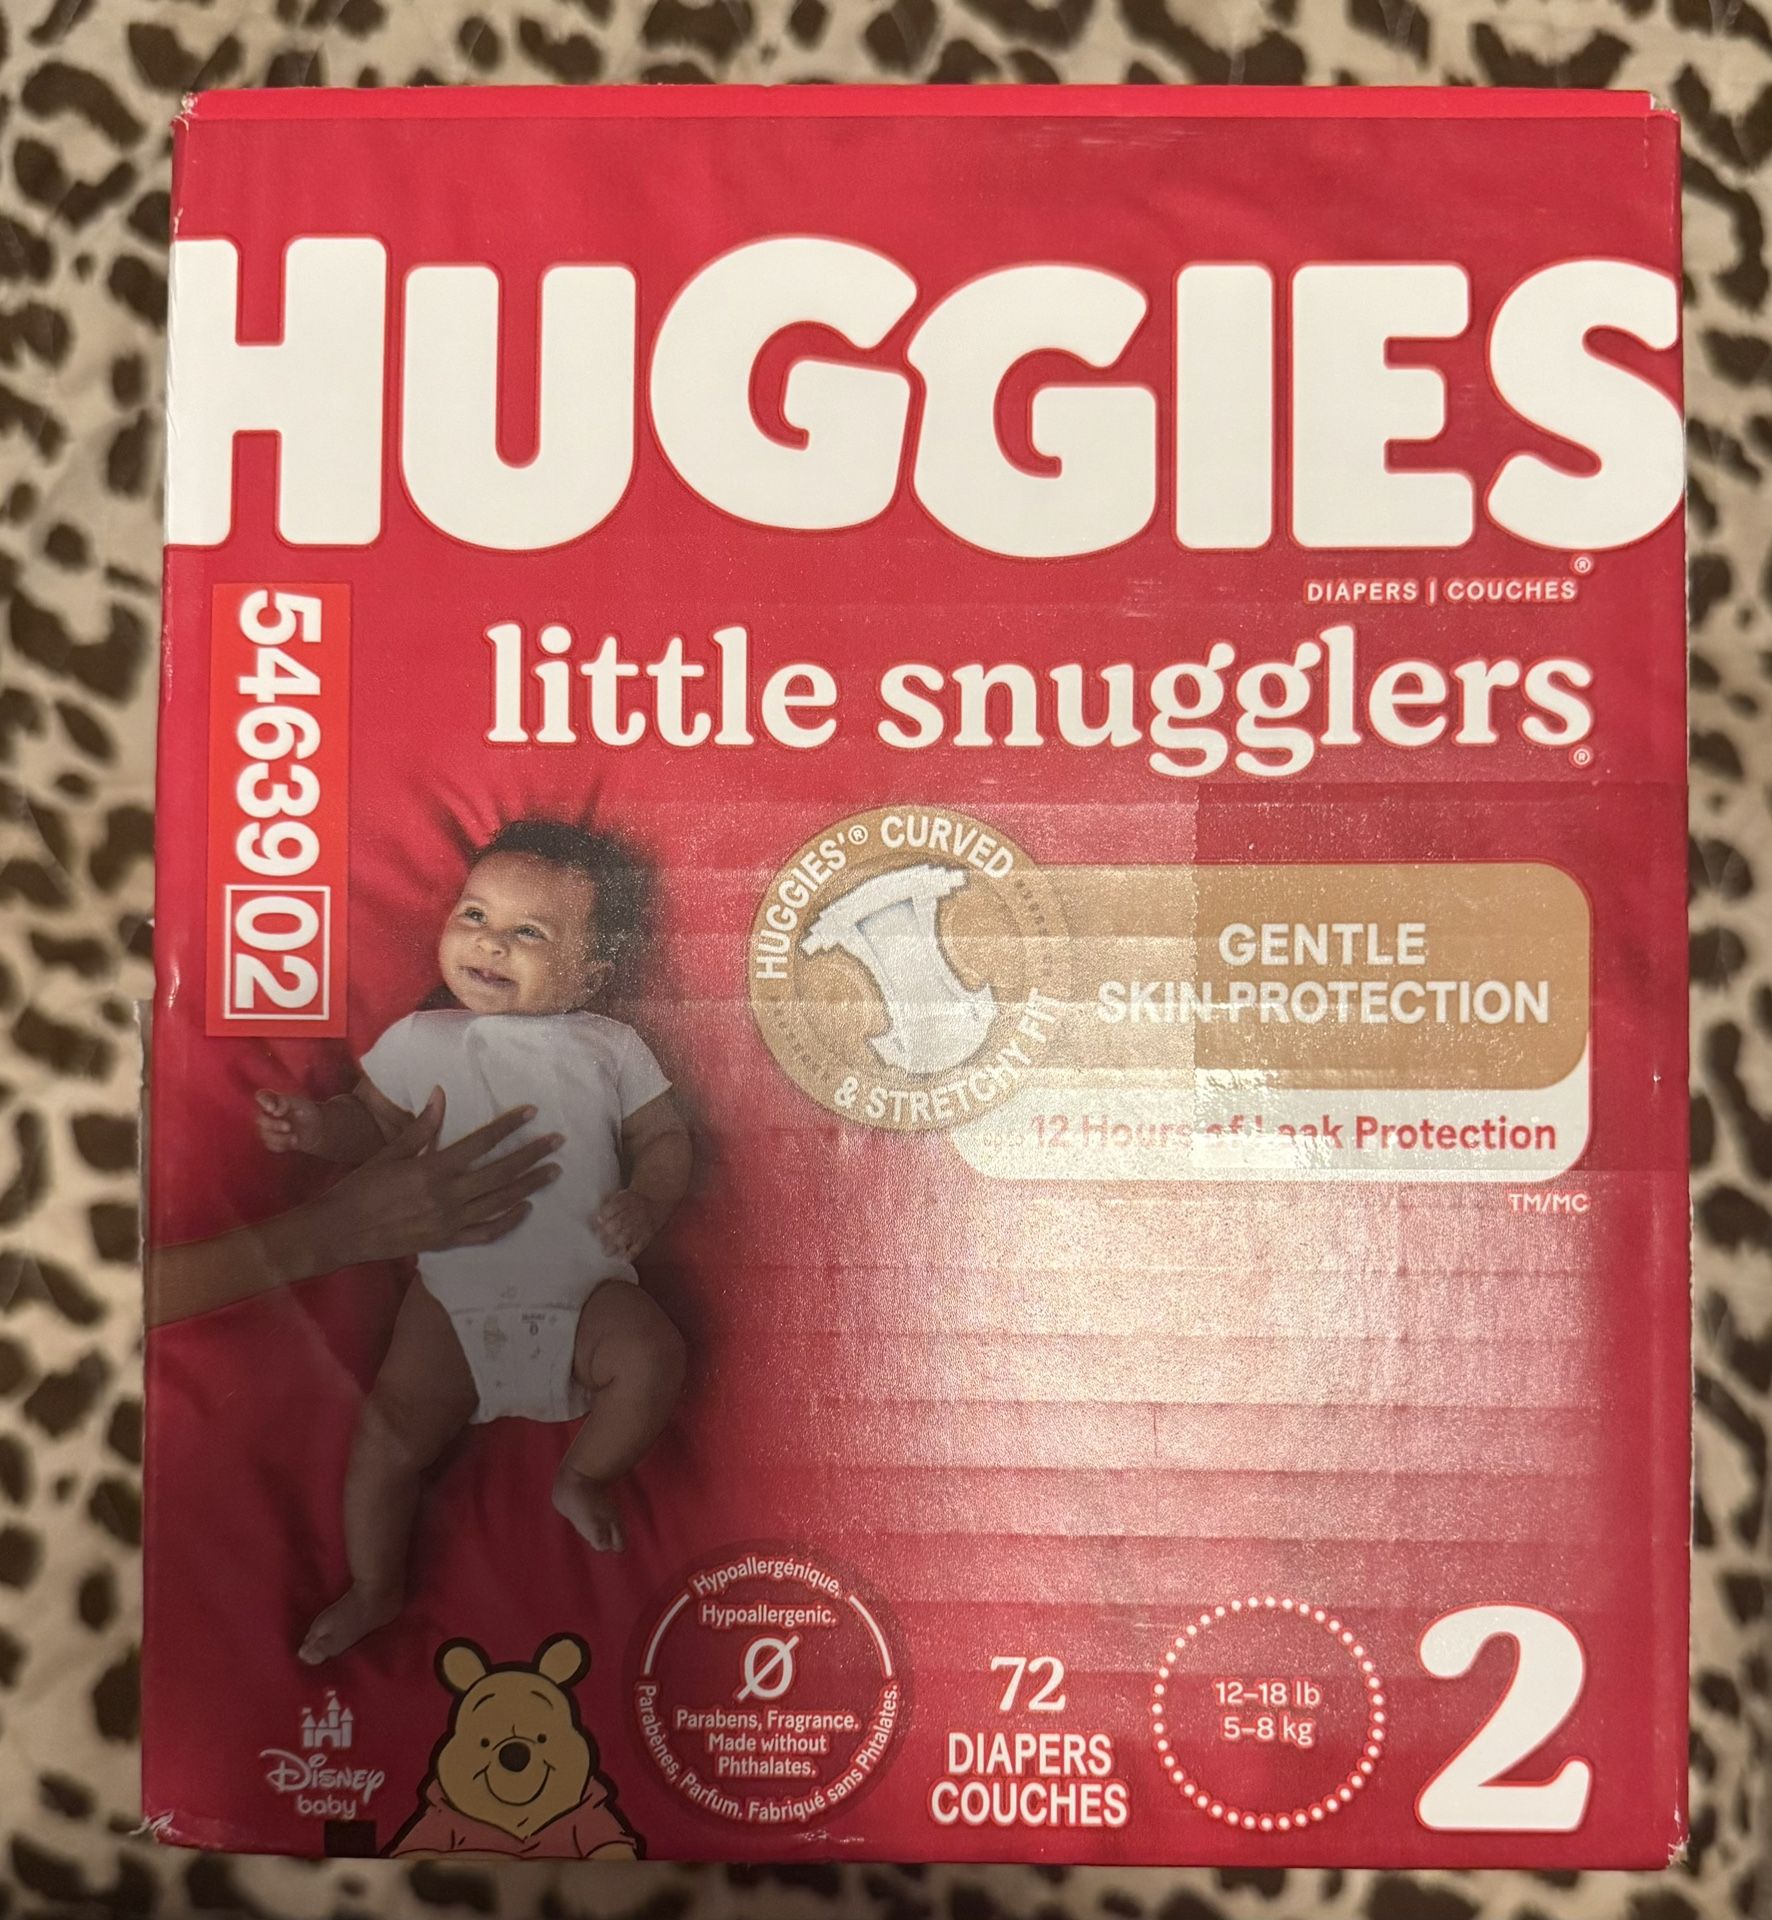 HUGGIES®
DIAPERS | COUCHES
little snugglers®
54639 02
HUGGIES'® CURVED
& STRETCHY FIT
GENTLE
SKIN PROTECTION
up to 12 Hours of Leak Protection
TM/MC
Hypoallergénique.
Hypoallergenic.
Parabens, Fragrance.
Made without
Phthalates.
Parabènes, Parfum. Fabriqué sans Phtalates.
72
DIAPERS
COUCHES
12–18 lb
5–8 kg
2
Disney
baby